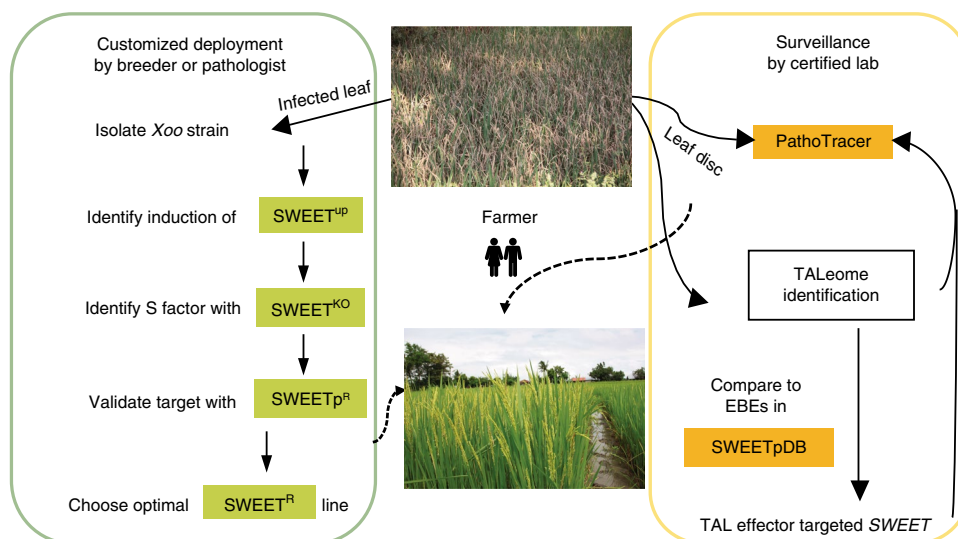 Customized deployment
by breeder or pathologist
Infected leaf
Isolate Xoo strain
Identify induction of SWEETup
Identify S factor with SWEETKO
Validate target with SWEETpR
Choose optimal SWEETR line
Farmer
Surveillance
by certified lab
PathoTracer
Leaf disc
TALeome
identification
Compare to
EBEs in
SWEETpDB
TAL effector targeted SWEET